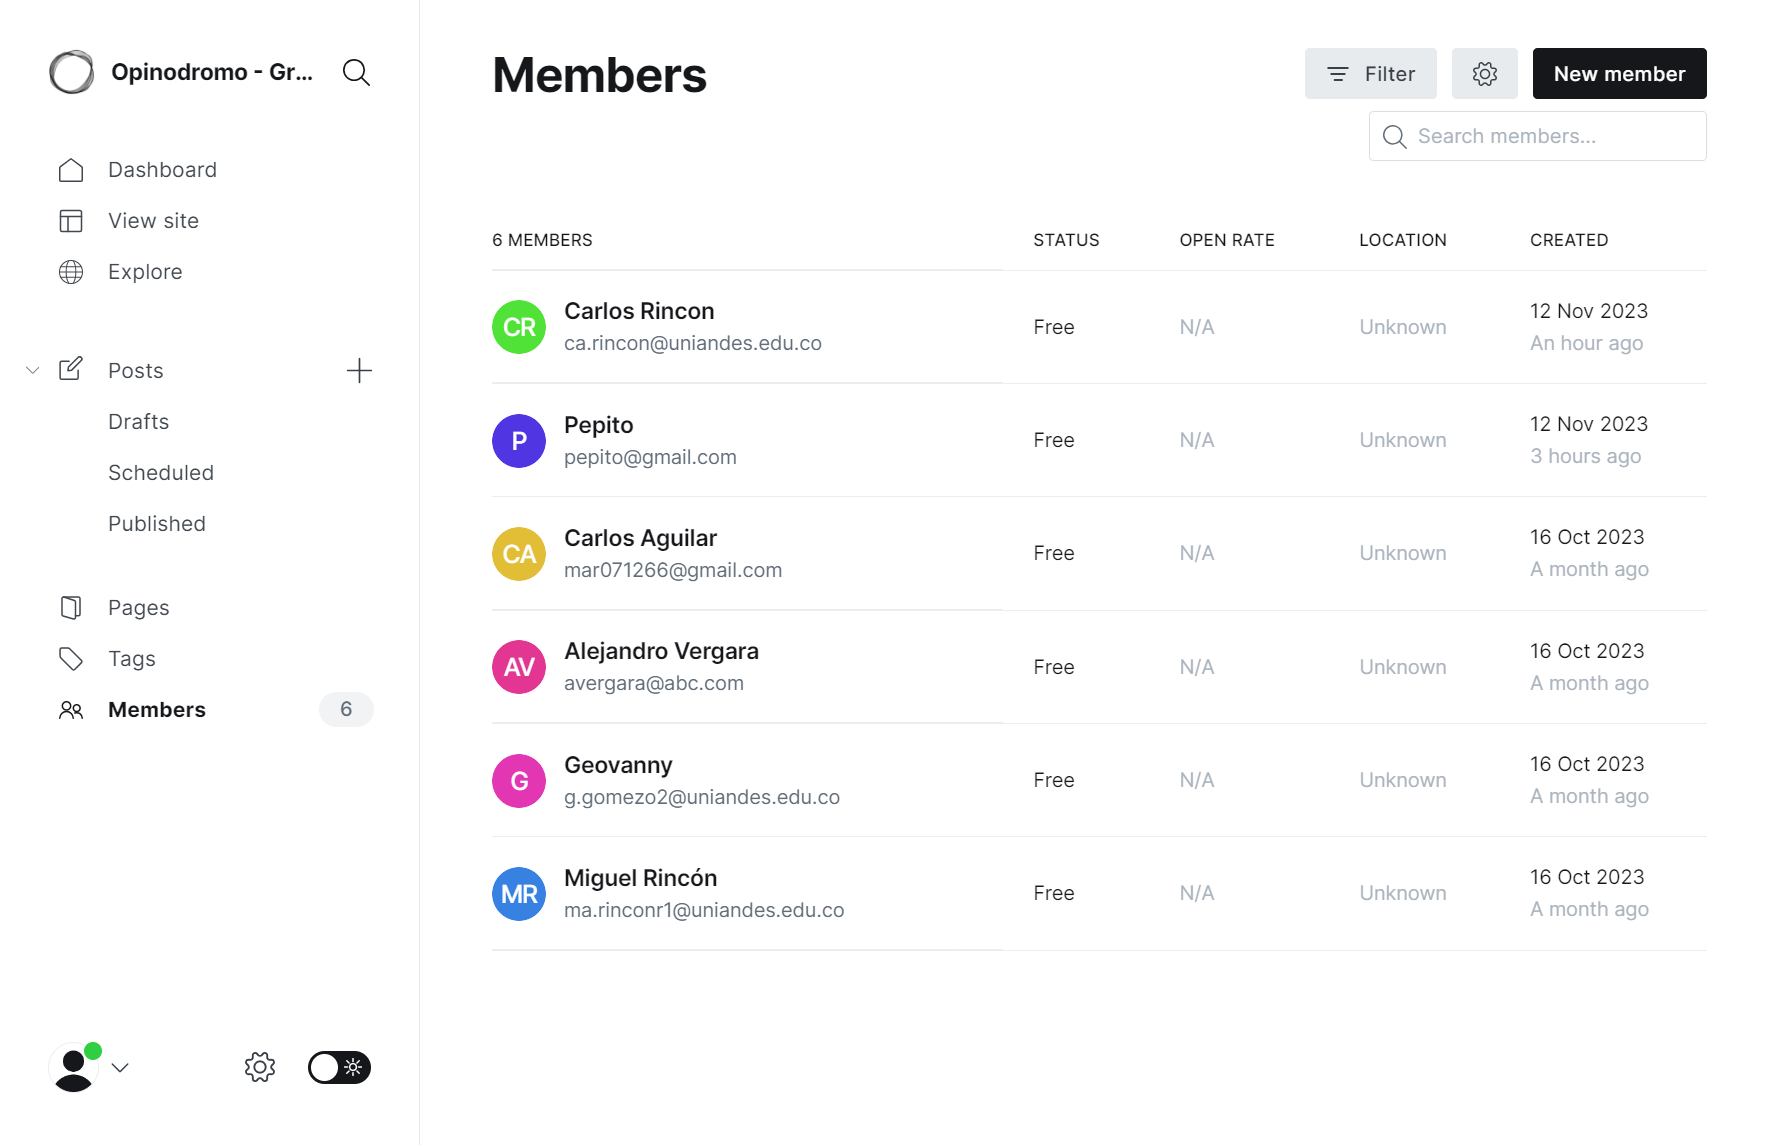 Opinodromo - Gr...
Dashboard
View site
Explore
Posts
Drafts
Scheduled
Published
Pages
Tags
Members 6
Members
Filter
New member
Search members...
6 MEMBERS STATUS OPEN RATE LOCATION CREATED
CR Carlos Rincon
ca.rincon@uniandes.edu.co
Free N/A Unknown
12 Nov 2023
An hour ago
P Pepito
pepito@gmail.com
Free N/A Unknown
12 Nov 2023
3 hours ago
CA Carlos Aguilar
mar071266@gmail.com
Free N/A Unknown
16 Oct 2023
A month ago
AV Alejandro Vergara
avergara@abc.com
Free N/A Unknown
16 Oct 2023
A month ago
G Geovanny
g.gomezo2@uniandes.edu.co
Free N/A Unknown
16 Oct 2023
A month ago
MR Miguel Rincón
ma.rinconr1@uniandes.edu.co
Free N/A Unknown
16 Oct 2023
A month ago